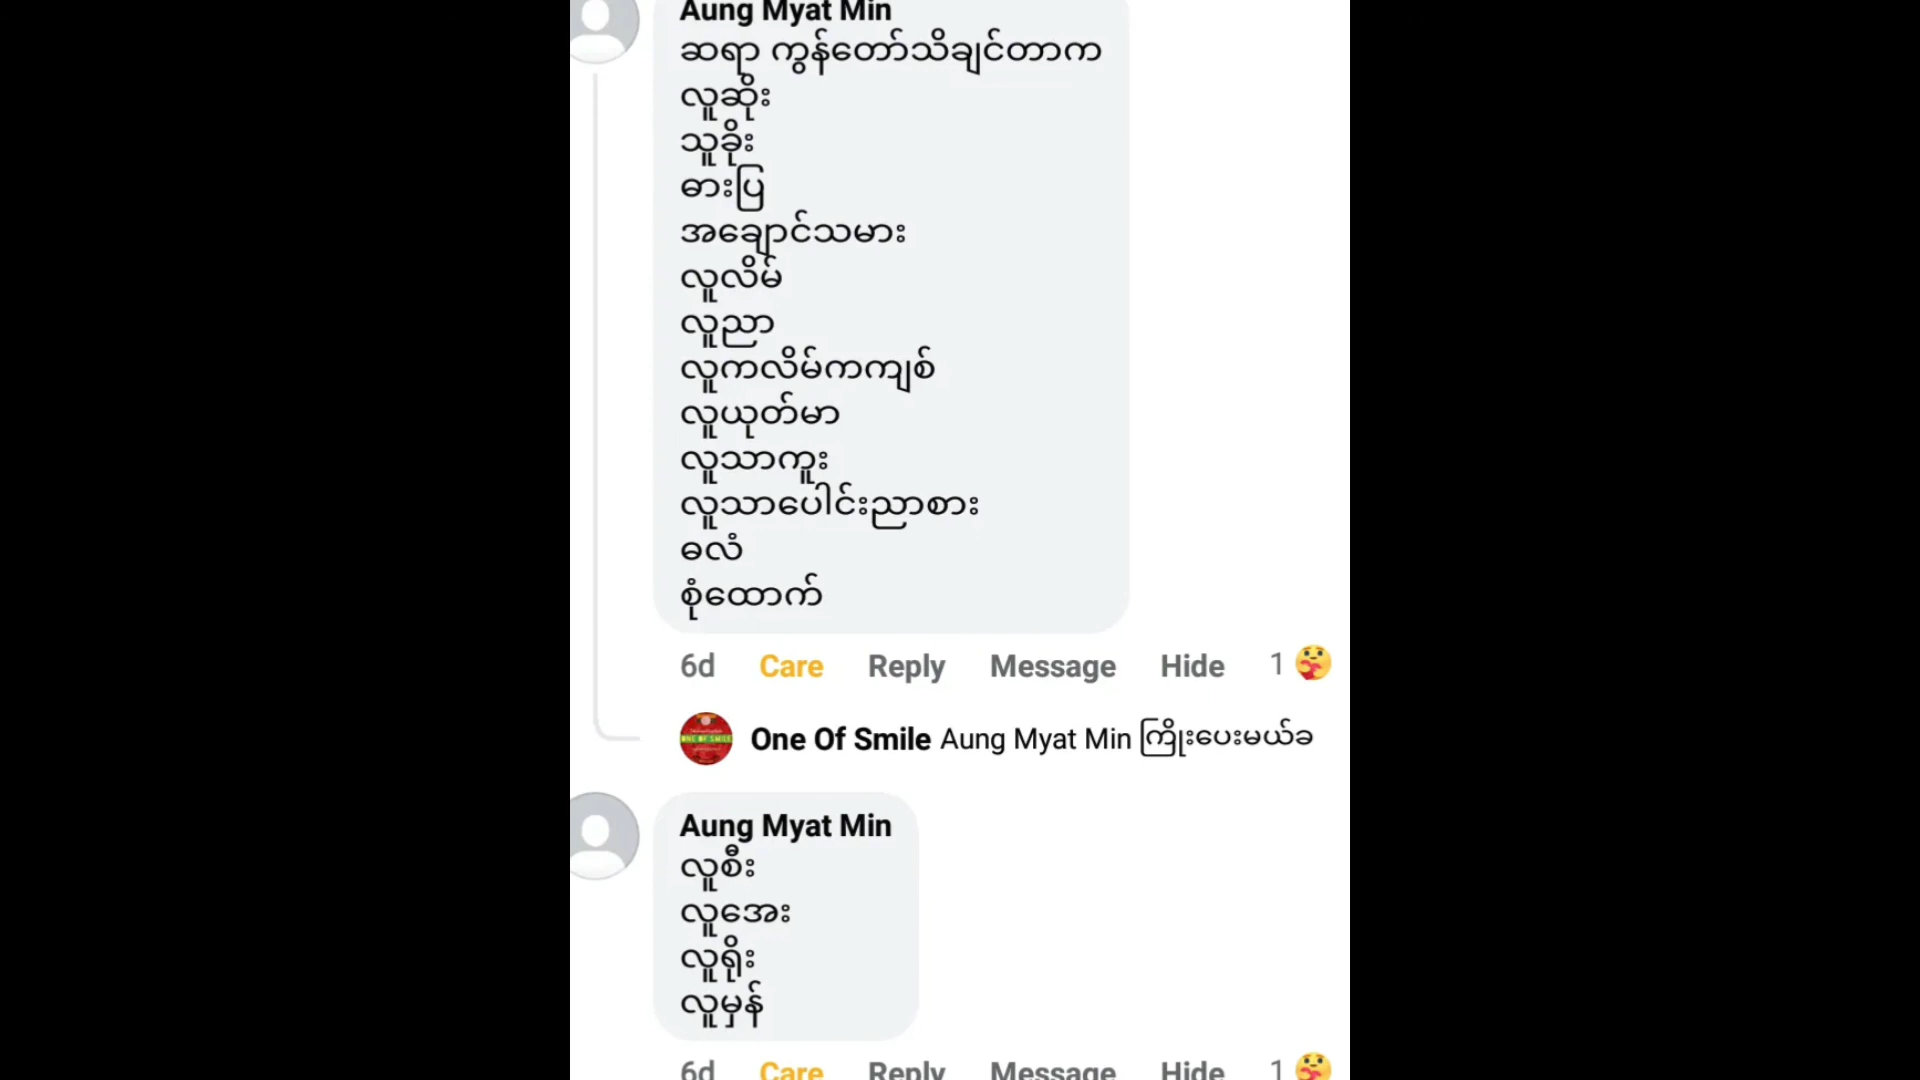 Aung Myat Min
ဆရာ ကွန်တော်သိချင်တာက
လူဆိုး
သူခိုး
ဓားပြ
အချောင်သမား
လူလိမ်
လူညာ
လူကလိမ်ကကျစ်
လူယုတ်မာ
လူသာကူး
လူသာပေါင်းညာစား
ဓလံ
စုံထောက်
6d Care Reply Message Hide 1
ONE OF SMILE
One Of Smile Aung Myat Min ကြိုးပေးမယ်ခ
Aung Myat Min
လူစီး
လူအေး
လူရိုး
လူမှန်
6d Care Reply Message Hide 1